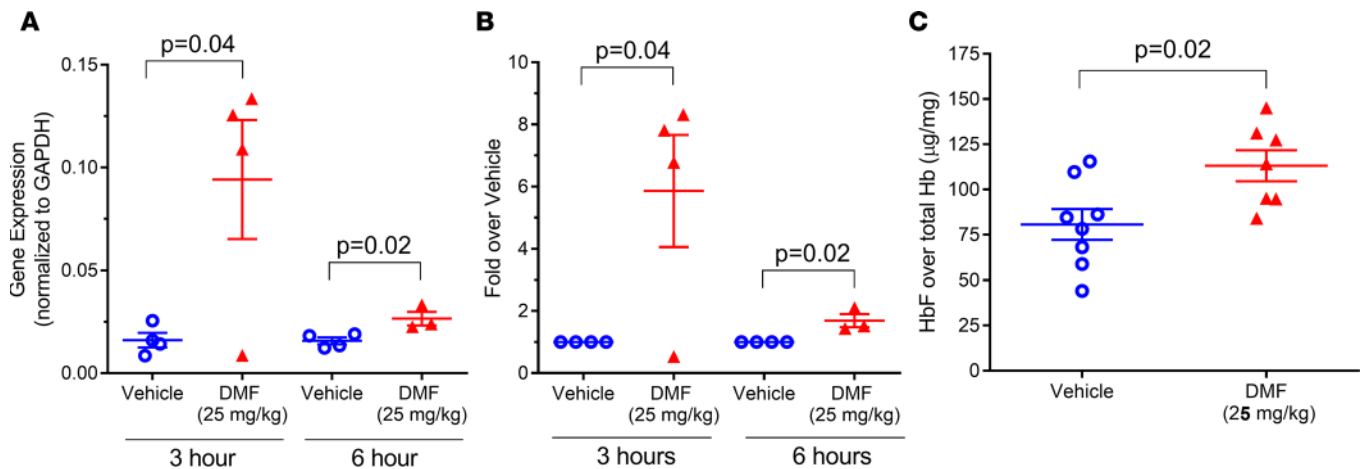 A
p=0.04
Gene Expression
(normalized to GAPDH)
0.15
0.10
0.05
0.00
p=0.02
Vehicle
DMF
(25 mg/kg)
Vehicle
DMF
(25 mg/kg)
3 hour
6 hour
B
p=0.04
Fold over Vehicle
10
8
6
4
2
0
p=0.02
Vehicle
DMF
(25 mg/kg)
Vehicle
DMF
(25 mg/kg)
3 hours
6 hours
C
p=0.02
HbF over total Hb (μg/mg)
175
150
125
100
75
50
25
0
Vehicle
DMF
(25 mg/kg)